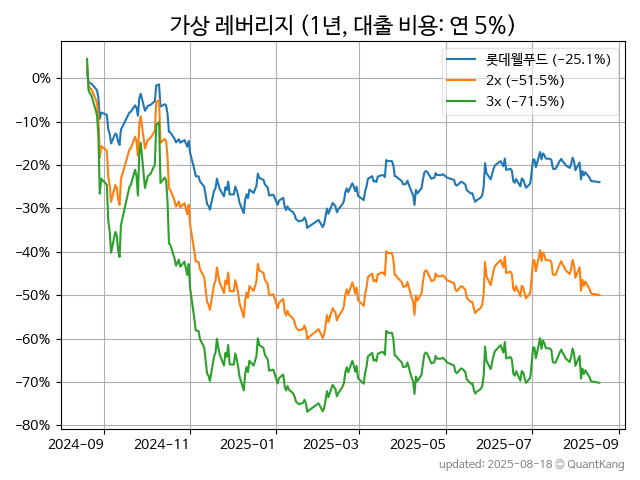 가상 레버리지 (1년, 대출 비용: 연 5%)
롯데웰푸드 (-25.1%)
2x (-51.5%)
3x (-71.5%)
0%
-10%
-20%
-30%
-40%
-50%
-60%
-70%
-80%
2024-09 2024-11 2025-01 2025-03 2025-05 2025-07 2025-09
updated: 2025-08-18 © QuantKang